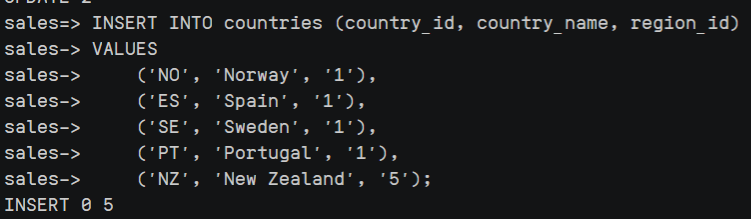 sales=> INSERT INTO countries (country_id, country_name, region_id)
sales-> VALUES
sales->     ('NO', 'Norway', '1'),
sales->     ('ES', 'Spain', '1'),
sales->     ('SE', 'Sweden', '1'),
sales->     ('PT', 'Portugal', '1'),
sales->     ('NZ', 'New Zealand', '5');
INSERT 0 5